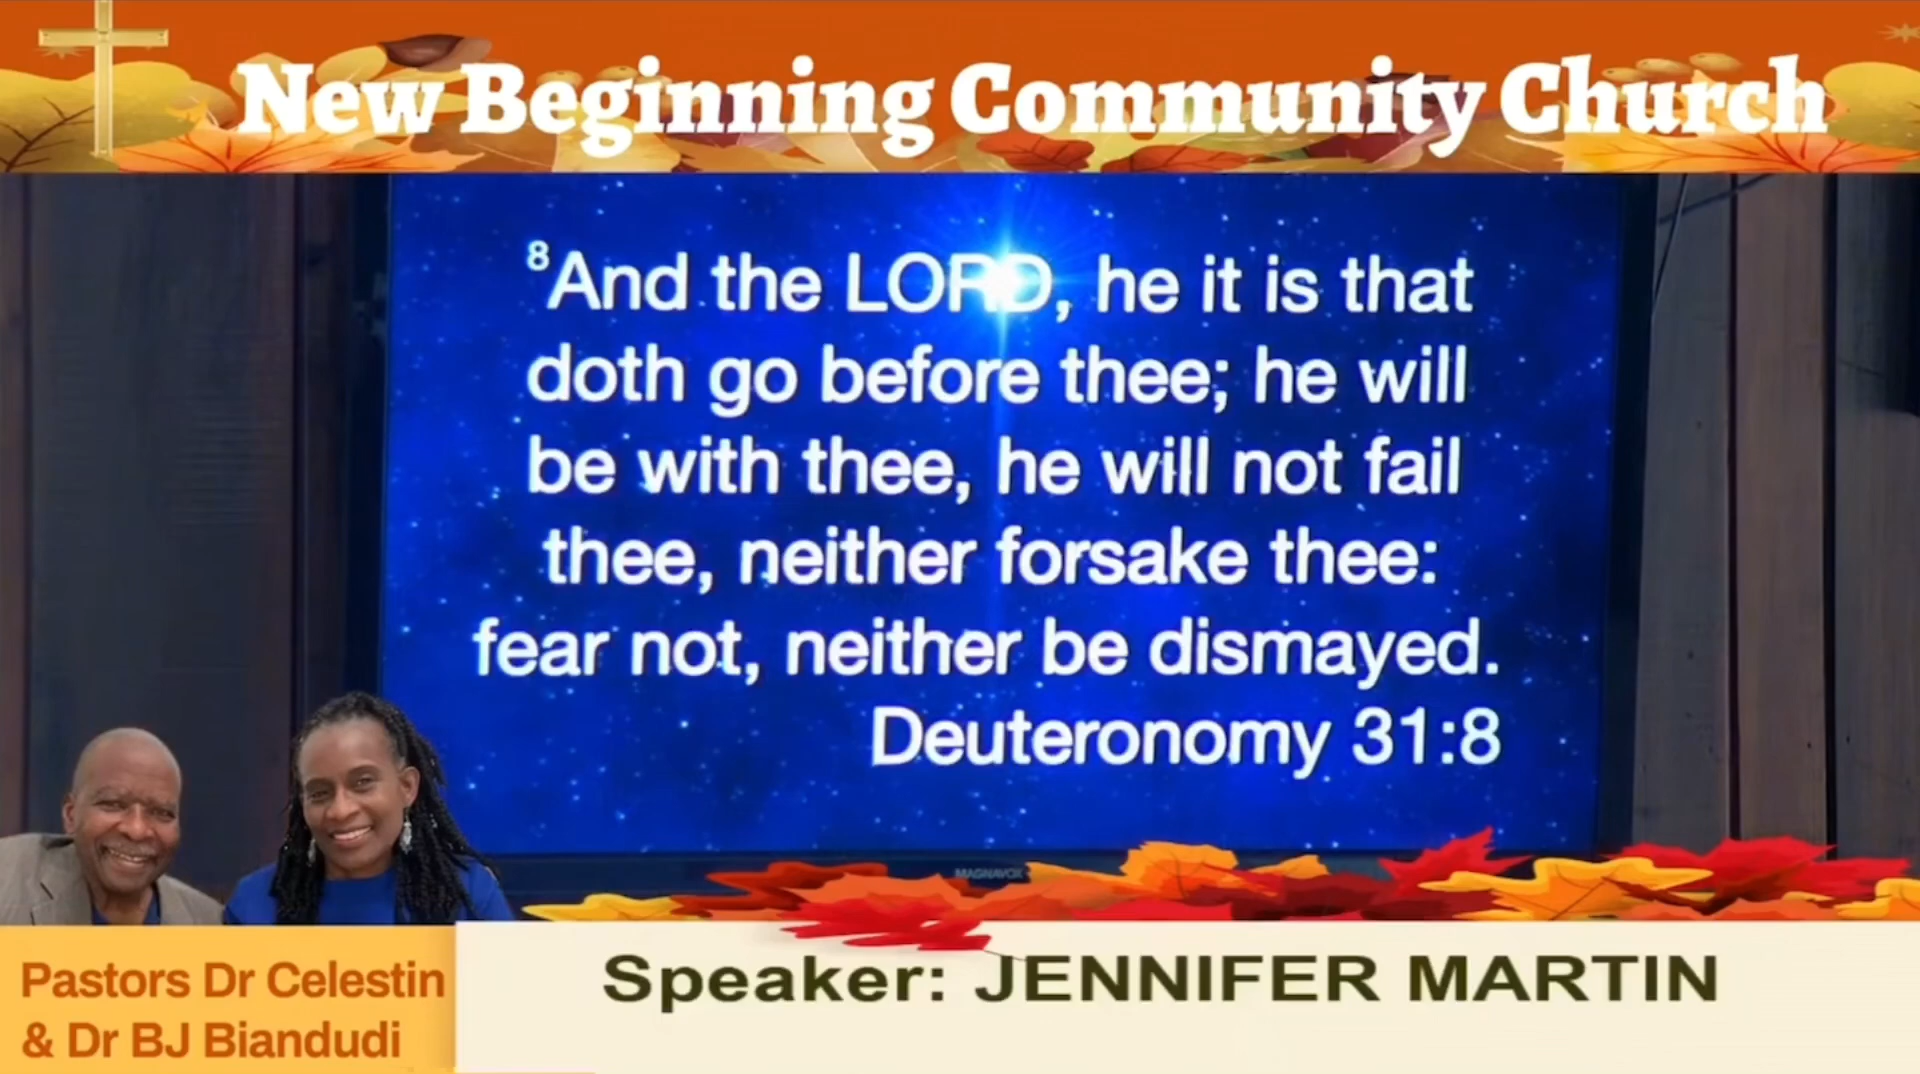 New Beginning Community Church
⁸And the LORD, he it is that
doth go before thee; he will
be with thee, he will not fail
thee, neither forsake thee:
fear not, neither be dismayed.
Deuteronomy 31:8
MAGNAVOX
Pastors Dr Celestin
& Dr BJ Biandudi
Speaker: JENNIFER MARTIN